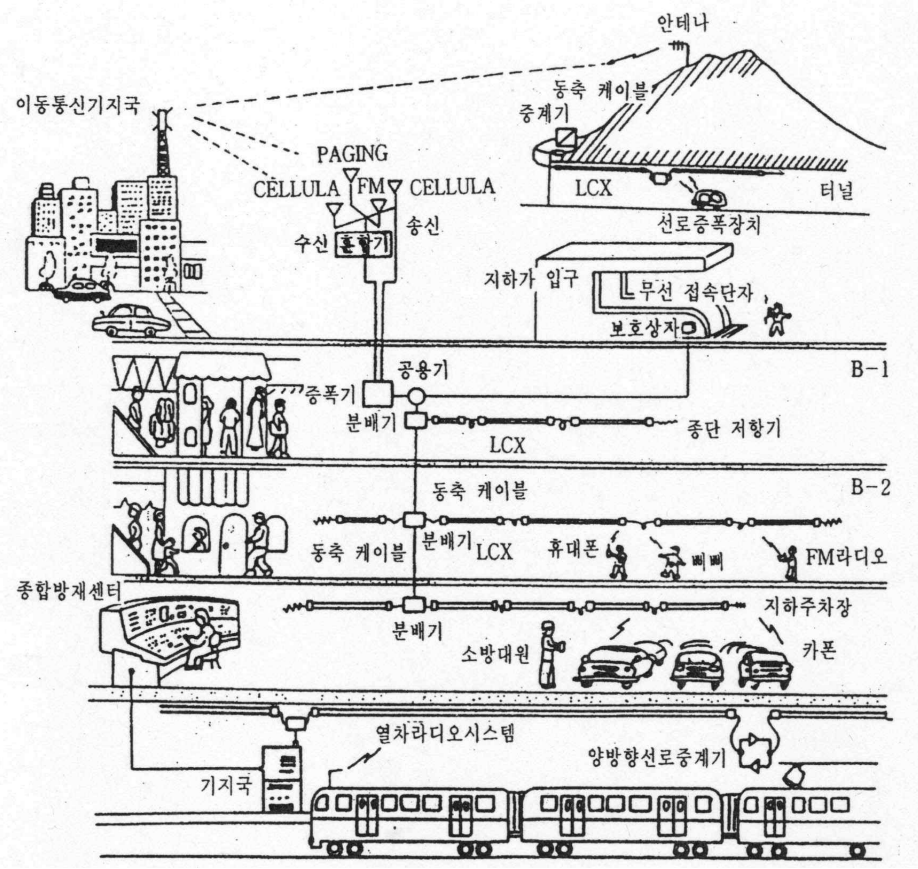 안테나
동축 케이블
중계기
이동통신기지국
PAGING
CELLULA FM CELLULA
LCX
터널
송신
선로증폭장치
수산 혼합기
지하가 입구
무선 접속단자
보호상자
공용기
B-1
증폭기
분배기
종단 저항기
LCX
동축 케이블
B-2
동축 케이블
분배기
LCX
휴대폰
삐삐
FM라디오
종합방재센터
지하주차장
분배기
소방대원
카폰
열차라디오시스템
양방향선로중계기
기지국